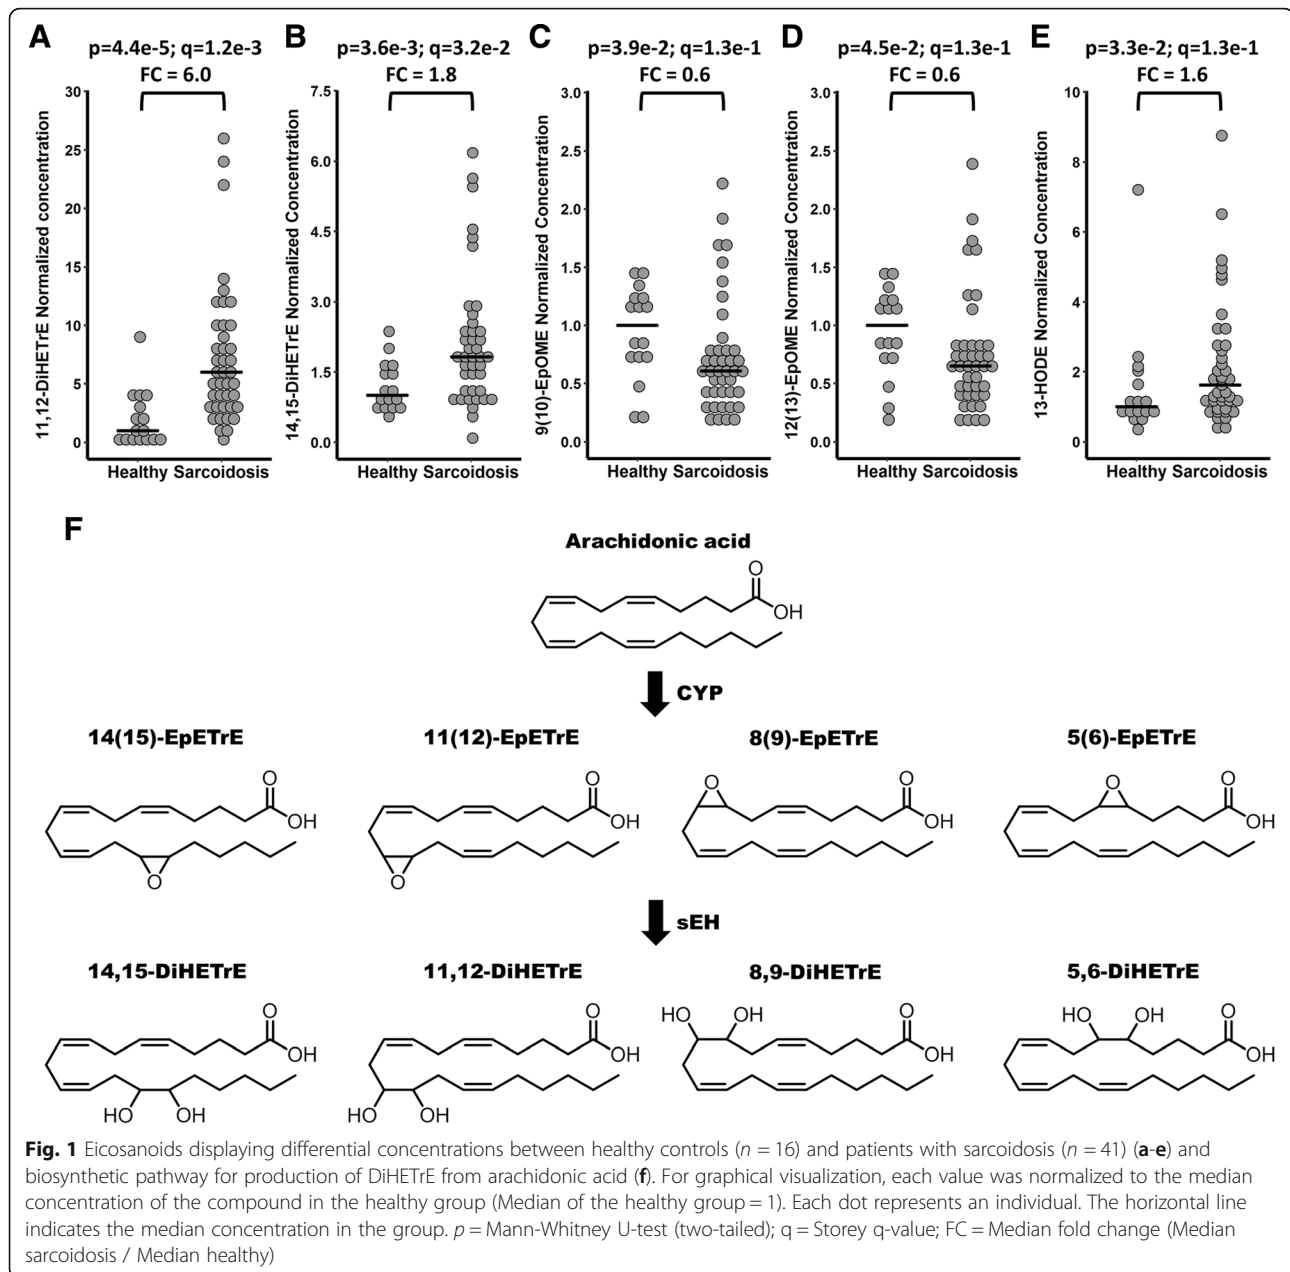 A B C D E
p=4.4e-5; q=1.2e-3
FC = 6.0
p=3.6e-3; q=3.2e-2
FC = 1.8
p=3.9e-2; q=1.3e-1
FC = 0.6
p=4.5e-2; q=1.3e-1
FC = 0.6
p=3.3e-2; q=1.3e-1
FC = 1.6
11,12-DiHETrE Normalized concentration
30
25
20
15
10
5
0
Healthy Sarcoidosis
14,15-DiHETrE Normalized Concentration
7.5
6.0
4.5
3.0
1.5
0.0
Healthy Sarcoidosis
9(10)-EpOME Normalized Concentration
3.0
2.5
2.0
1.5
1.0
0.5
0.0
Healthy Sarcoidosis
12(13)-EpOME Normalized Concentration
3.0
2.5
2.0
1.5
1.0
0.5
0.0
Healthy Sarcoidosis
13-HODE Normalized Concentration
10
8
6
4
2
0
Healthy Sarcoidosis
F
Arachidonic acid
O
OH
CYP
14(15)-EpETrE 11(12)-EpETrE 8(9)-EpETrE 5(6)-EpETrE
O O O O O O
OH OH OH OH
O O
sEH
14,15-DiHETrE 11,12-DiHETrE 8,9-DiHETrE 5,6-DiHETrE
O O HO OH O HO OH O
OH OH OH OH
HO OH HO OH
Fig. 1 Eicosanoids displaying differential concentrations between healthy controls (n = 16) and patients with sarcoidosis (n = 41) (a-e) and
biosynthetic pathway for production of DiHETrE from arachidonic acid (f). For graphical visualization, each value was normalized to the median
concentration of the compound in the healthy group (Median of the healthy group = 1). Each dot represents an individual. The horizontal line
indicates the median concentration in the group. p = Mann-Whitney U-test (two-tailed); q = Storey q-value; FC = Median fold change (Median
sarcoidosis / Median healthy)